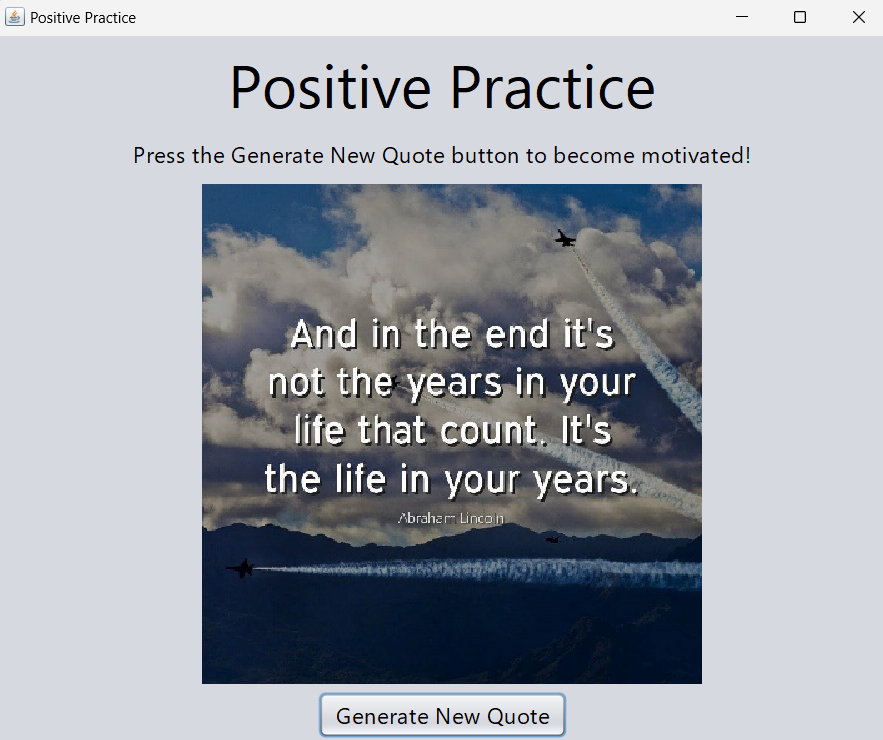 Positive Practice
Positive Practice
Press the Generate New Quote button to become motivated!
And in the end it's
not the years in your
life that count. It's
the life in your years.
Abraham Lincoln
Generate New Quote